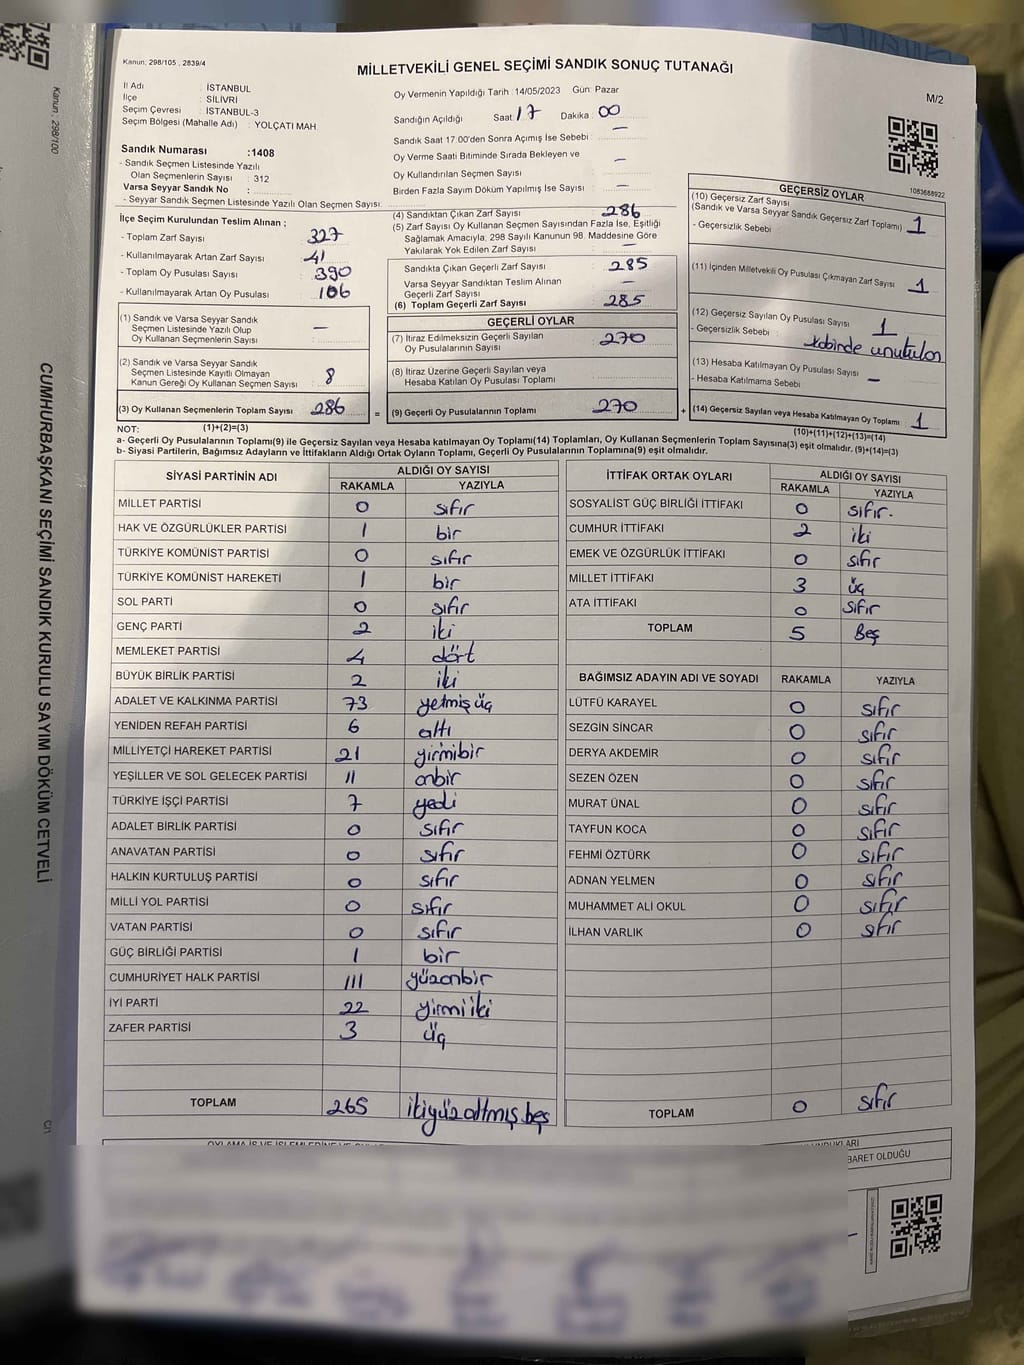 Kanun: 298/105, 2839/4
MİLLETVEKİLİ GENEL SEÇİMİ SANDIK SONUÇ TUTANAĞI
M/2
İl Adı : İSTANBUL
İlçe : SİLİVRİ
Seçim Çevresi : İSTANBUL-3
Seçim Bölgesi (Mahalle Adı) : YOLÇATI MAH.
Sandık Numarası :1408
- Sandık Seçmen Listesinde Yazılı
Olan Seçmenlerin Sayısı : 312
Varsa Seyyar Sandık No :
- Seyyar Sandık Seçmen Listesinde Yazılı Olan Seçmen Sayısı:
Oy Vermenin Yapıldığı Tarih : 14/05/2023 Gün: Pazar
Sandığın Açıldığı Saat: 17 Dakika : 00
Sandık Saat 17:00'den Sonra Açımış İse Sebebi : —
Oy Verme Saati Bitiminde Sırada Bekleyen ve
Oy Kullandırılan Seçmen Sayısı —
Birden Fazla Sayım Döküm Yapılmış İse Sayısı : —
İlçe Seçim Kurulundan Teslim Alınan ;
- Toplam Zarf Sayısı : 327
- Kullanılmayarak Artan Zarf Sayısı : 41
- Toplam Oy Pusulası Sayısı : 390
- Kullanılmayarak Artan Oy Pusulası : 106
(1) Sandık ve Varsa Seyyar Sandık
Seçmen Listesinde Yazılı Olup
Oy Kullanan Seçmenlerin Sayısı : —
(2) Sandık ve Varsa Seyyar Sandık
Seçmen Listesinde Kayıtlı Olmayan
Kanun Gereği Oy Kullanan Seçmen Sayısı : 8
(3) Oy Kullanan Seçmenlerin Toplam Sayısı : 286 =
(4) Sandıktan Çıkan Zarf Sayısı : 286
(5) Zarf Sayısı Oy Kullanan Seçmen Sayısından Fazla İse, Eşitliği
Sağlamak Amacıyla, 298 Sayılı Kanunun 98. Maddesine Göre
Yakılarak Yok Edilen Zarf Sayısı : —
Sandıkta Çıkan Geçerli Zarf Sayısı : 285
Varsa Seyyar Sandıktan Teslim Alınan
Geçerli Zarf Sayısı : —
(6) Toplam Geçerli Zarf Sayısı : 285
GEÇERLİ OYLAR
(7) İtiraz Edilmeksizin Geçerli Sayılan
Oy Pusulalarının Sayısı : 270
(8) İtiraz Üzerine Geçerli Sayılan veya
Hesaba Katılan Oy Pusulası Toplamı
(9) Geçerli Oy Pusulalarının Toplamı : 270 +
1083688922
GEÇERSİZ OYLAR
(10) Geçersiz Zarf Sayısı
(Sandık ve Varsa Seyyar Sandık Geçersiz Zarf Toplamı) 1
- Geçersizlik Sebebi :
(11) İçinden Milletvekili Oy Pusulası Çıkmayan Zarf Sayısı : 1
(12) Geçersiz Sayılan Oy Pusulası Sayısı : 1
- Geçersizlik Sebebi : kabinde unutulan
(13) Hesaba Katılmayan Oy Pusulası Sayısı : —
- Hesaba Katılmama Sebebi :
(14) Geçersiz Sayılan veya Hesaba Katılmayan Oy Toplamı : 1
NOT: (1)+(2)=(3) (10)+(11)+(12)+(13)=(14)
a- Geçerli Oy Pusulalarının Toplamı(9) ile Geçersiz Sayılan veya Hesaba katılmayan Oy Toplamı(14) Toplamları, Oy Kullanan Seçmenlerin Toplam Sayısına(3) eşit olmalıdır. (9)+(14)=(3)
b- Siyasi Partilerin, Bağımsız Adayların ve İttifakların Aldığı Ortak Oyların Toplamı, Geçerli Oy Pusulalarının Toplamına(9) eşit olmalıdır.
SİYASİ PARTİNİN ADI ALDIĞI OY SAYISI
RAKAMLA YAZIYLA
MİLLET PARTİSİ 0 sıfır
HAK VE ÖZGÜRLÜKLER PARTİSİ 1 bir
TÜRKİYE KOMÜNİST PARTİSİ 0 sıfır
TÜRKİYE KOMÜNİST HAREKETİ 1 bir
SOL PARTİ 0 sıfır
GENÇ PARTİ 2 iki
MEMLEKET PARTİSİ 4 dört
BÜYÜK BİRLİK PARTİSİ 2 iki
ADALET VE KALKINMA PARTİSİ 73 yetmiş üç
YENİDEN REFAH PARTİSİ 6 altı
MİLLİYETÇİ HAREKET PARTİSİ 21 yirmibir
YEŞİLLER VE SOL GELECEK PARTİSİ 11 onbir
TÜRKİYE İŞÇİ PARTİSİ 7 yedi
ADALET BİRLİK PARTİSİ 0 sıfır
ANAVATAN PARTİSİ 0 sıfır
HALKIN KURTULUŞ PARTİSİ 0 sıfır
MİLLİ YOL PARTİSİ 0 sıfır
VATAN PARTİSİ 0 sıfır
GÜÇ BİRLİĞİ PARTİSİ 1 bir
CUMHURİYET HALK PARTİSİ 111 yüzonbir
İYİ PARTİ 22 yirmi iki
ZAFER PARTİSİ 3 üç
TOPLAM 265 ikiyüz altmış beş
İTTİFAK ORTAK OYLARI ALDIĞI OY SAYISI
RAKAMLA YAZIYLA
SOSYALİST GÜÇ BİRLİĞİ İTTİFAKI 0 sıfır.
CUMHUR İTTİFAKI 2 iki
EMEK VE ÖZGÜRLÜK İTTİFAKI 0 sıfır
MİLLET İTTİFAKI 3 üç
ATA İTTİFAKI 0 sıfır
TOPLAM 5 Beş
BAĞIMSIZ ADAYIN ADI VE SOYADI RAKAMLA YAZIYLA
LÜTFÜ KARAYEL 0 sıfır
SEZGİN SİNCAR 0 sıfır
DERYA AKDEMİR 0 sıfır
SEZEN ÖZEN 0 sıfır
MURAT ÜNAL 0 sıfır
TAYFUN KOCA 0 sıfır
FEHMİ ÖZTÜRK 0 sıfır
ADNAN YELMEN 0 sıfır
MUHAMMET ALİ OKUL 0 sıfır
İLHAN VARLIK 0 sıfır
TOPLAM 0 sıfır
BARET OLDUĞU
Kanun : 298/100
CUMHURBAŞKANI SEÇİMİ SANDIK KURULU SAYIM DÖKÜM CETVELİ
C/1